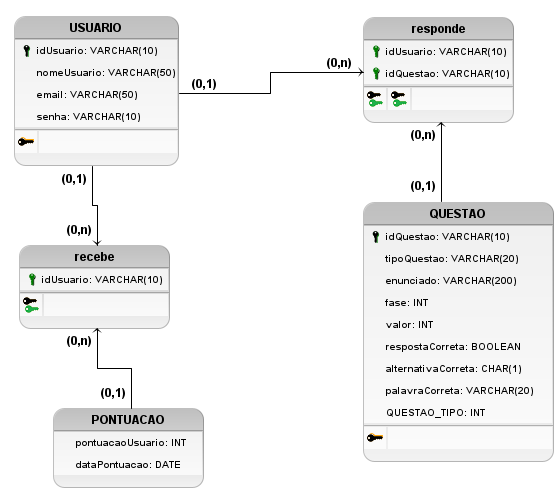 USUARIO
idUsuario: VARCHAR(10)
nomeUsuario: VARCHAR(50)
email: VARCHAR(50)
senha: VARCHAR(10)
(0,1)
(0,n)
responde
idUsuario: VARCHAR(10)
idQuestao: VARCHAR(10)
(0,n)
(0,1)
(0,1)
(0,n)
recebe
idUsuario: VARCHAR(10)
(0,n)
(0,1)
PONTUACAO
pontuacaoUsuario: INT
dataPontuacao: DATE
QUESTAO
idQuestao: VARCHAR(10)
tipoQuestao: VARCHAR(20)
enunciado: VARCHAR(200)
fase: INT
valor: INT
respostaCorreta: BOOLEAN
alternativaCorreta: CHAR(1)
palavraCorreta: VARCHAR(20)
QUESTAO_TIPO: INT